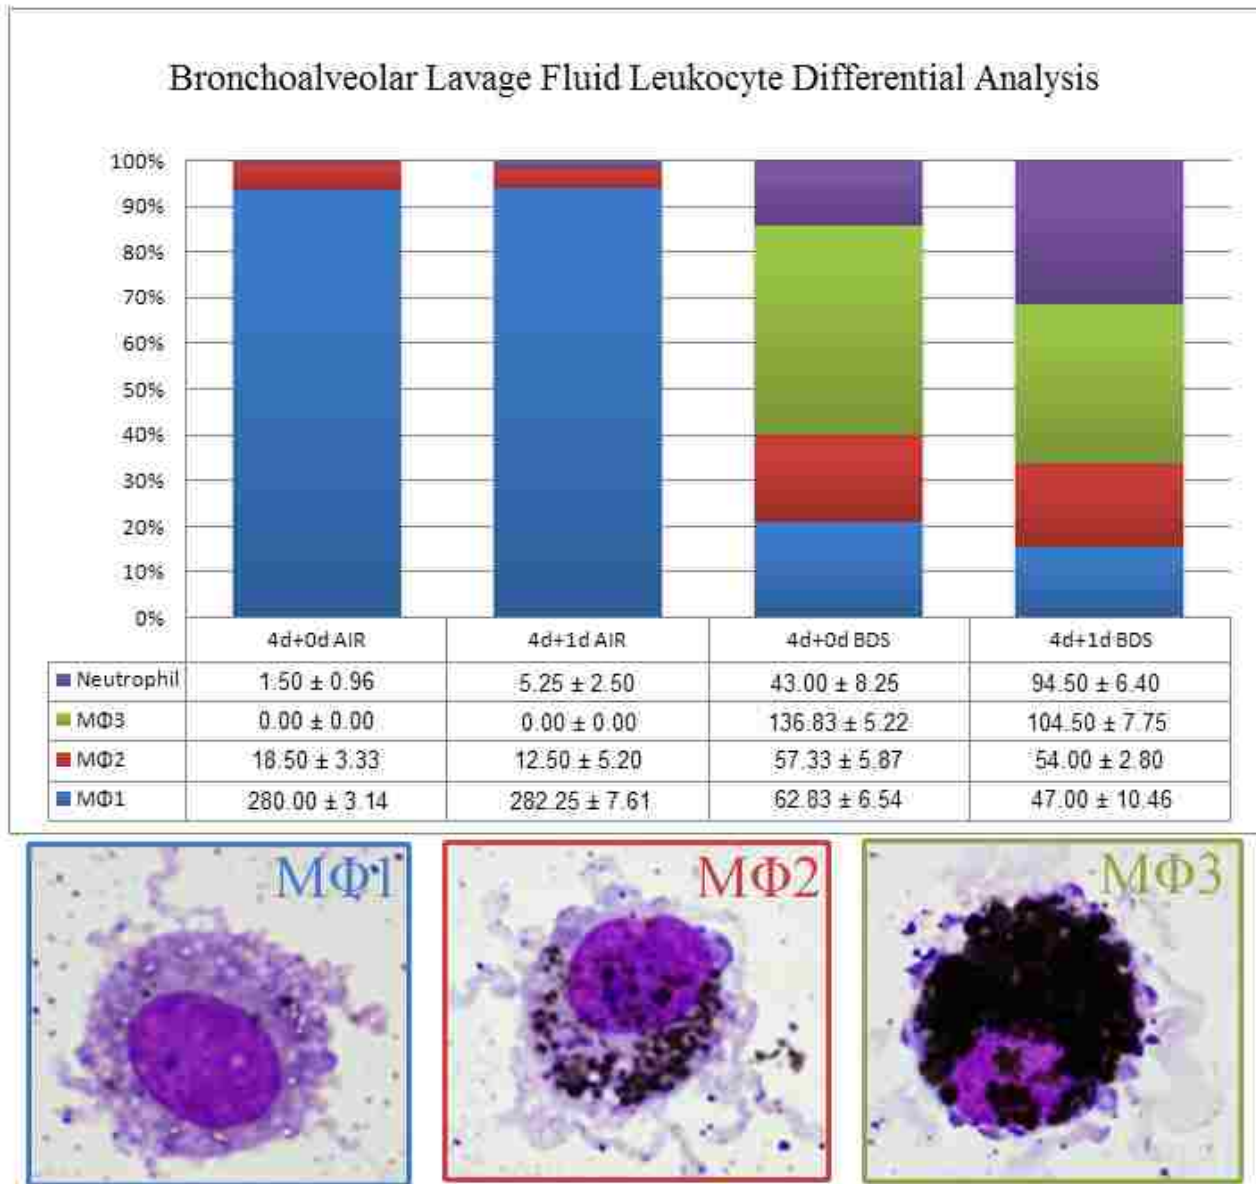 Bronchoalveolar Lavage Fluid Leukocyte Differential Analysis
100%
90%
80%
70%
60%
50%
40%
30%
20%
10%
0%
4d+0d AIR 4d+1d AIR 4d+0d BDS 4d+1d BDS
Neutrophil 1.50 ± 0.96 5.25 ± 2.50 43.00 ± 8.25 94.50 ± 6.40
MΦ3 0.00 ± 0.00 0.00 ± 0.00 136.83 ± 5.22 104.50 ± 7.75
MΦ2 18.50 ± 3.33 12.50 ± 5.20 57.33 ± 5.87 54.00 ± 2.80
MΦ1 280.00 ± 3.14 282.25 ± 7.61 62.83 ± 6.54 47.00 ± 10.46
MΦ1 MΦ2 MΦ3